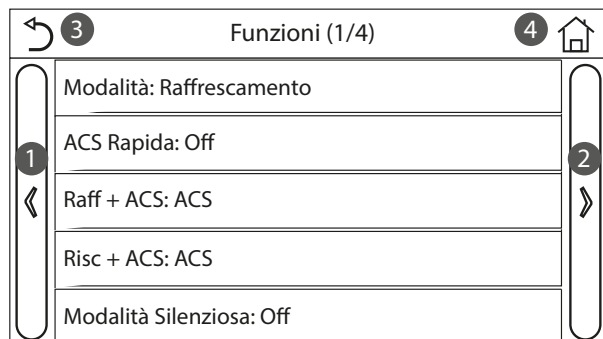 3 Funzioni (1/4) 4
Modalità: Raffrescamento
ACS Rapida: Off
1 2
Raff + ACS: ACS
Risc + ACS: ACS
Modalità Silenziosa: Off